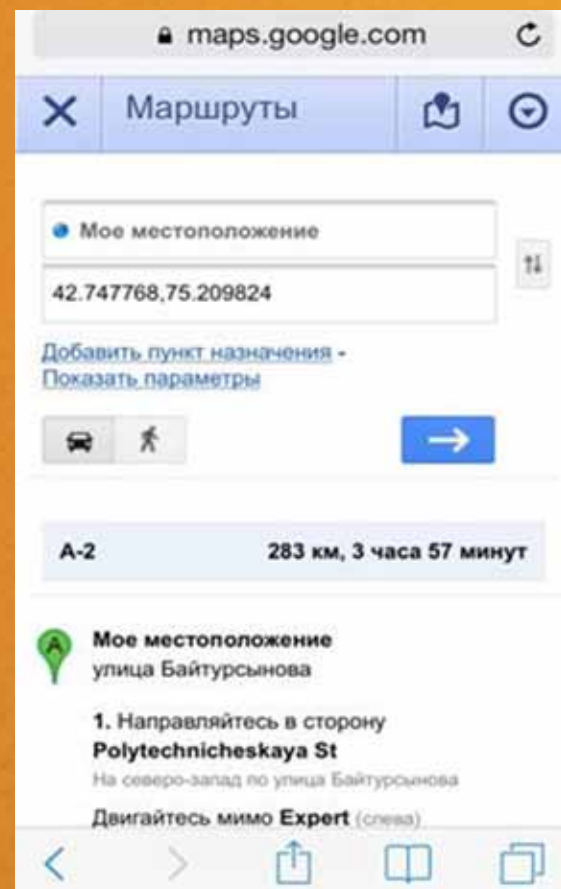 maps.google.com
Маршруты
Мое местоположение
42.747768,75.209824
Добавить пункт назначения -
Показать параметры
A-2 283 км, 3 часа 57 минут
A
Мое местоположение
улица Байтурсынова
1. Направляйтесь в сторону
Polytechnicheskaya St
На северо-запад по улица Байтурсынова
Двигайтесь мимо Expert (слева)